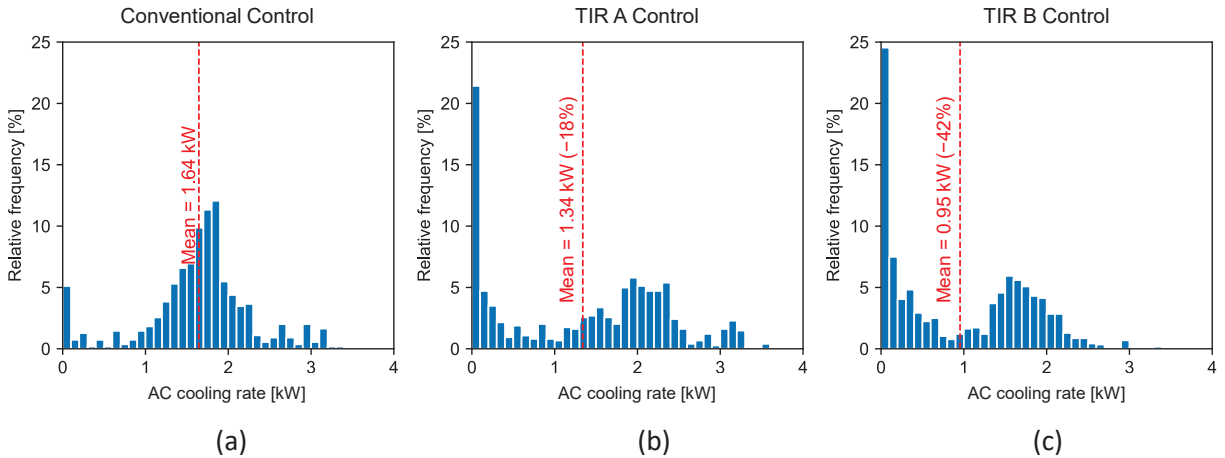 Conventional Control
25
20
15
10
5
0
Relative frequency [%]
Mean = 1.64 kW
0 1 2 3 4
AC cooling rate [kW]
(a)
TIR A Control
25
20
15
10
5
0
Relative frequency [%]
Mean = 1.34 kW (−18%)
0 1 2 3 4
AC cooling rate [kW]
(b)
TIR B Control
25
20
15
10
5
0
Relative frequency [%]
Mean = 0.95 kW (−42%)
0 1 2 3 4
AC cooling rate [kW]
(c)